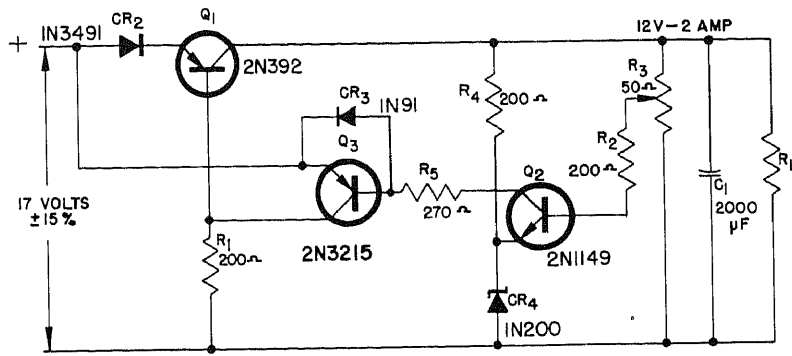 CR2
Q1
12V-2 AMP
+ 1N3491
2N392
R3
50Ω
R4
200Ω
CR3
1N91
Q3
R2
200Ω
R5
270Ω
Q2
C1
2000
µF
17 VOLTS
±15%
R1
200Ω
2N3215
2N1149
CR4
1N200